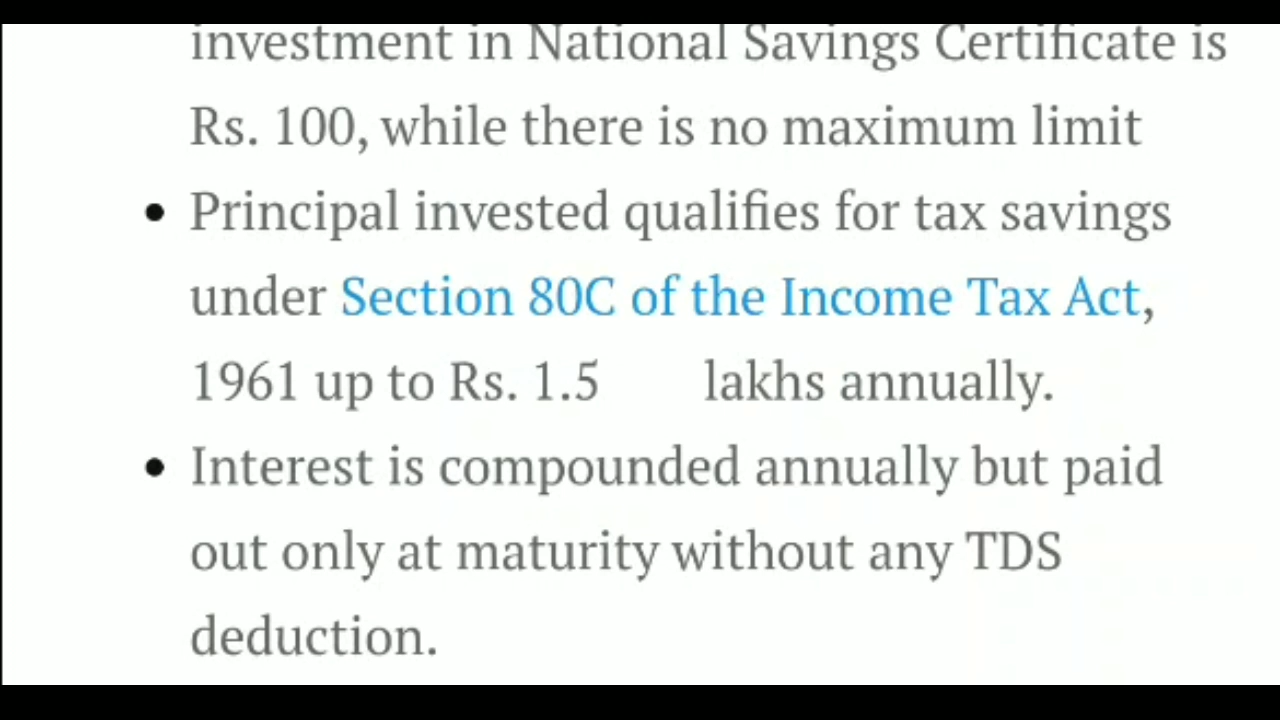 investment in National Savings Certificate is
Rs. 100, while there is no maximum limit
Principal invested qualifies for tax savings
under Section 80C of the Income Tax Act,
1961 up to Rs. 1.5 lakhs annually.
Interest is compounded annually but paid
out only at maturity without any TDS
deduction.